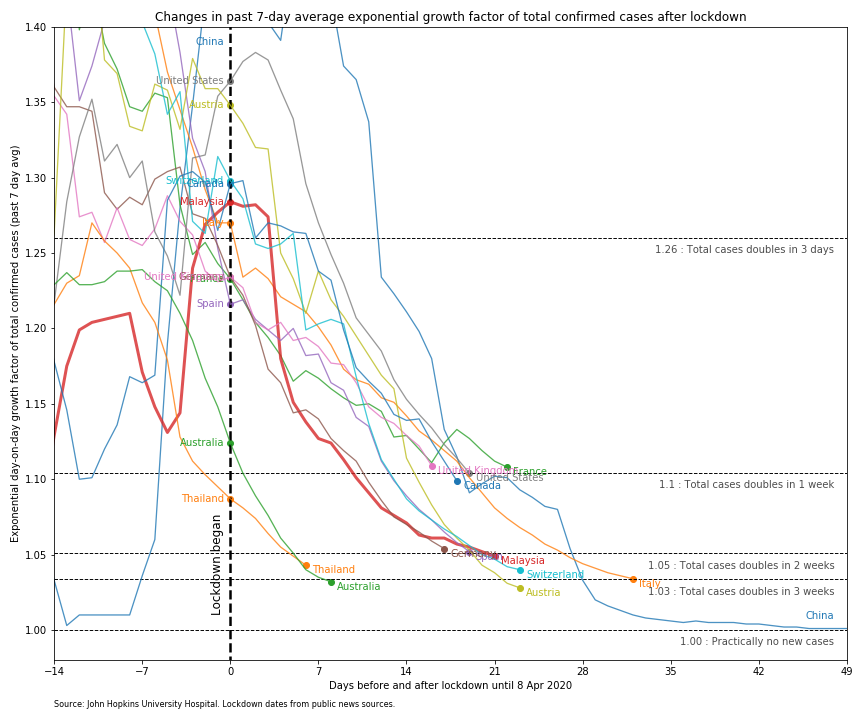 Changes in past 7-day average exponential growth factor of total confirmed cases after lockdown
Exponential day-on-day growth factor of total confirmed cases (past 7 day avg)
1.40
1.35
1.30
1.25
1.20
1.15
1.10
1.05
1.00
China
United States
Austria
Switzerland
Canada
Malaysia
Italy
United Kingdom
Germany
France
Spain
Australia
Thailand
Lockdown began
1.26 : Total cases doubles in 3 days
United Kingdom
France
United States
Canada
1.1 : Total cases doubles in 1 week
Germany
Spain
Malaysia
1.05 : Total cases doubles in 2 weeks
Thailand
Switzerland
Australia
Italy
Austria
1.03 : Total cases doubles in 3 weeks
China
1.00 : Practically no new cases
−14 −7 0 7 14 21 28 35 42 49
Days before and after lockdown until 8 Apr 2020
Source: John Hopkins University Hospital. Lockdown dates from public news sources.